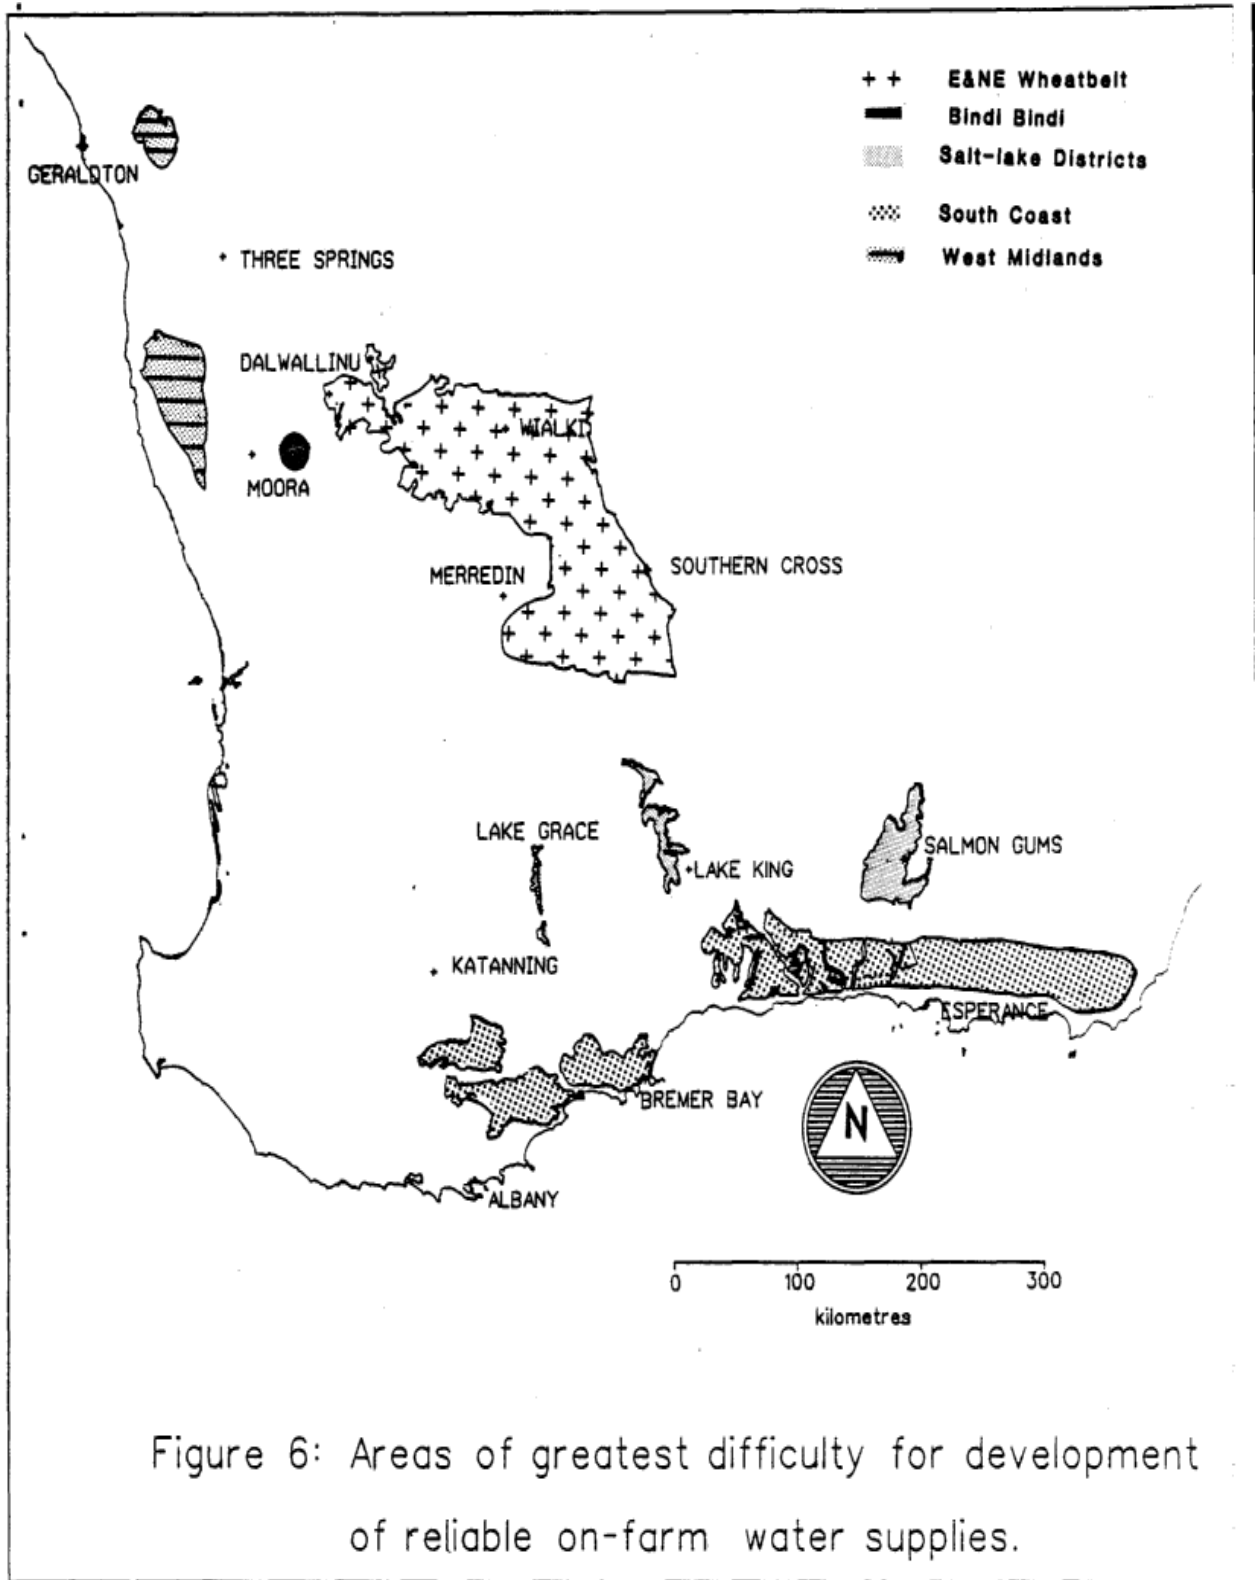 E&NE Wheatbelt
Bindi Bindi
Salt-lake Districts
South Coast
West Midlands
GERALDTON
THREE SPRINGS
DALWALLINU
WIALKI
MOORA
MERREDIN
SOUTHERN CROSS
LAKE GRACE
SALMON GUMS
LAKE KING
KATANNING
ESPERANCE
BREMER BAY
N
ALBANY
0 100 200 300
kilometres
Figure 6: Areas of greatest difficulty for development
of reliable on-farm water supplies.